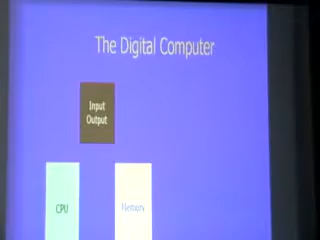 The Digital Computer
Input
Output
CPU
Memory